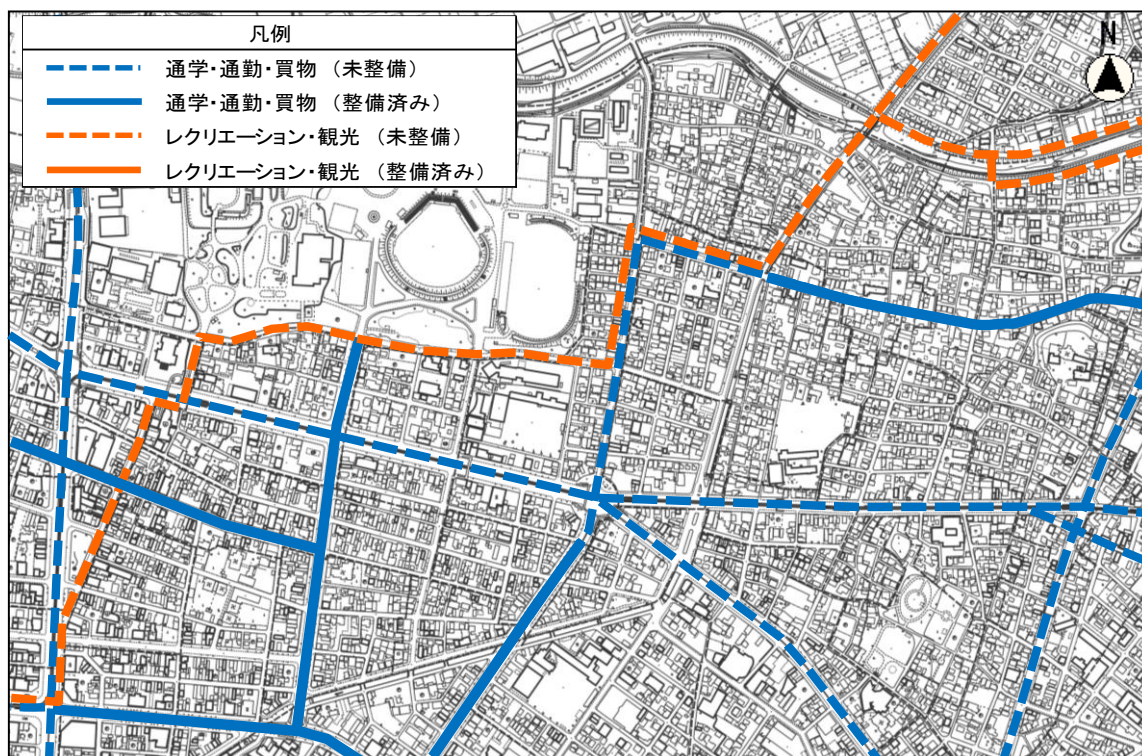 凡例
通学・通勤・買物 （未整備）
通学・通勤・買物 （整備済み）
レクリエーション・観光 （未整備）
レクリエーション・観光 （整備済み）
N